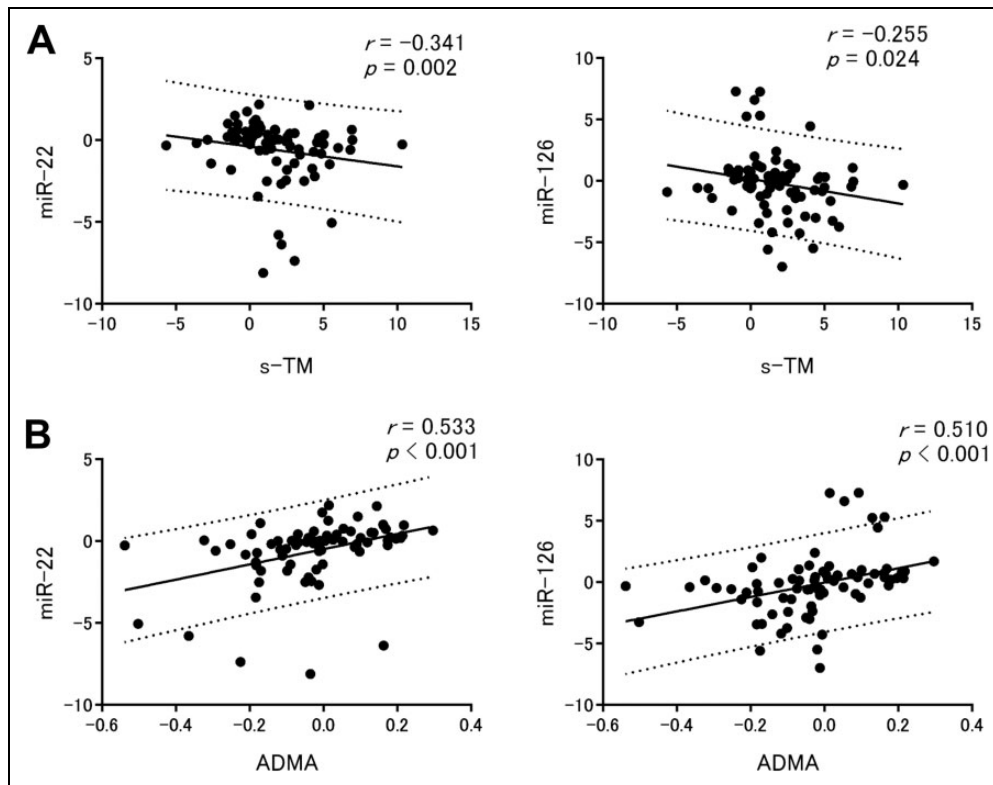 A
r = −0.341
p = 0.002
miR-22
5
0
−5
−10
−10 −5 0 5 10 15
s-TM
r = −0.255
p = 0.024
miR-126
10
5
0
−5
−10
−10 −5 0 5 10 15
s-TM
B
r = 0.533
p < 0.001
miR-22
5
0
−5
−10
−0.6 −0.4 −0.2 0.0 0.2 0.4
ADMA
r = 0.510
p < 0.001
miR-126
10
5
0
−5
−10
−0.6 −0.4 −0.2 0.0 0.2 0.4
ADMA